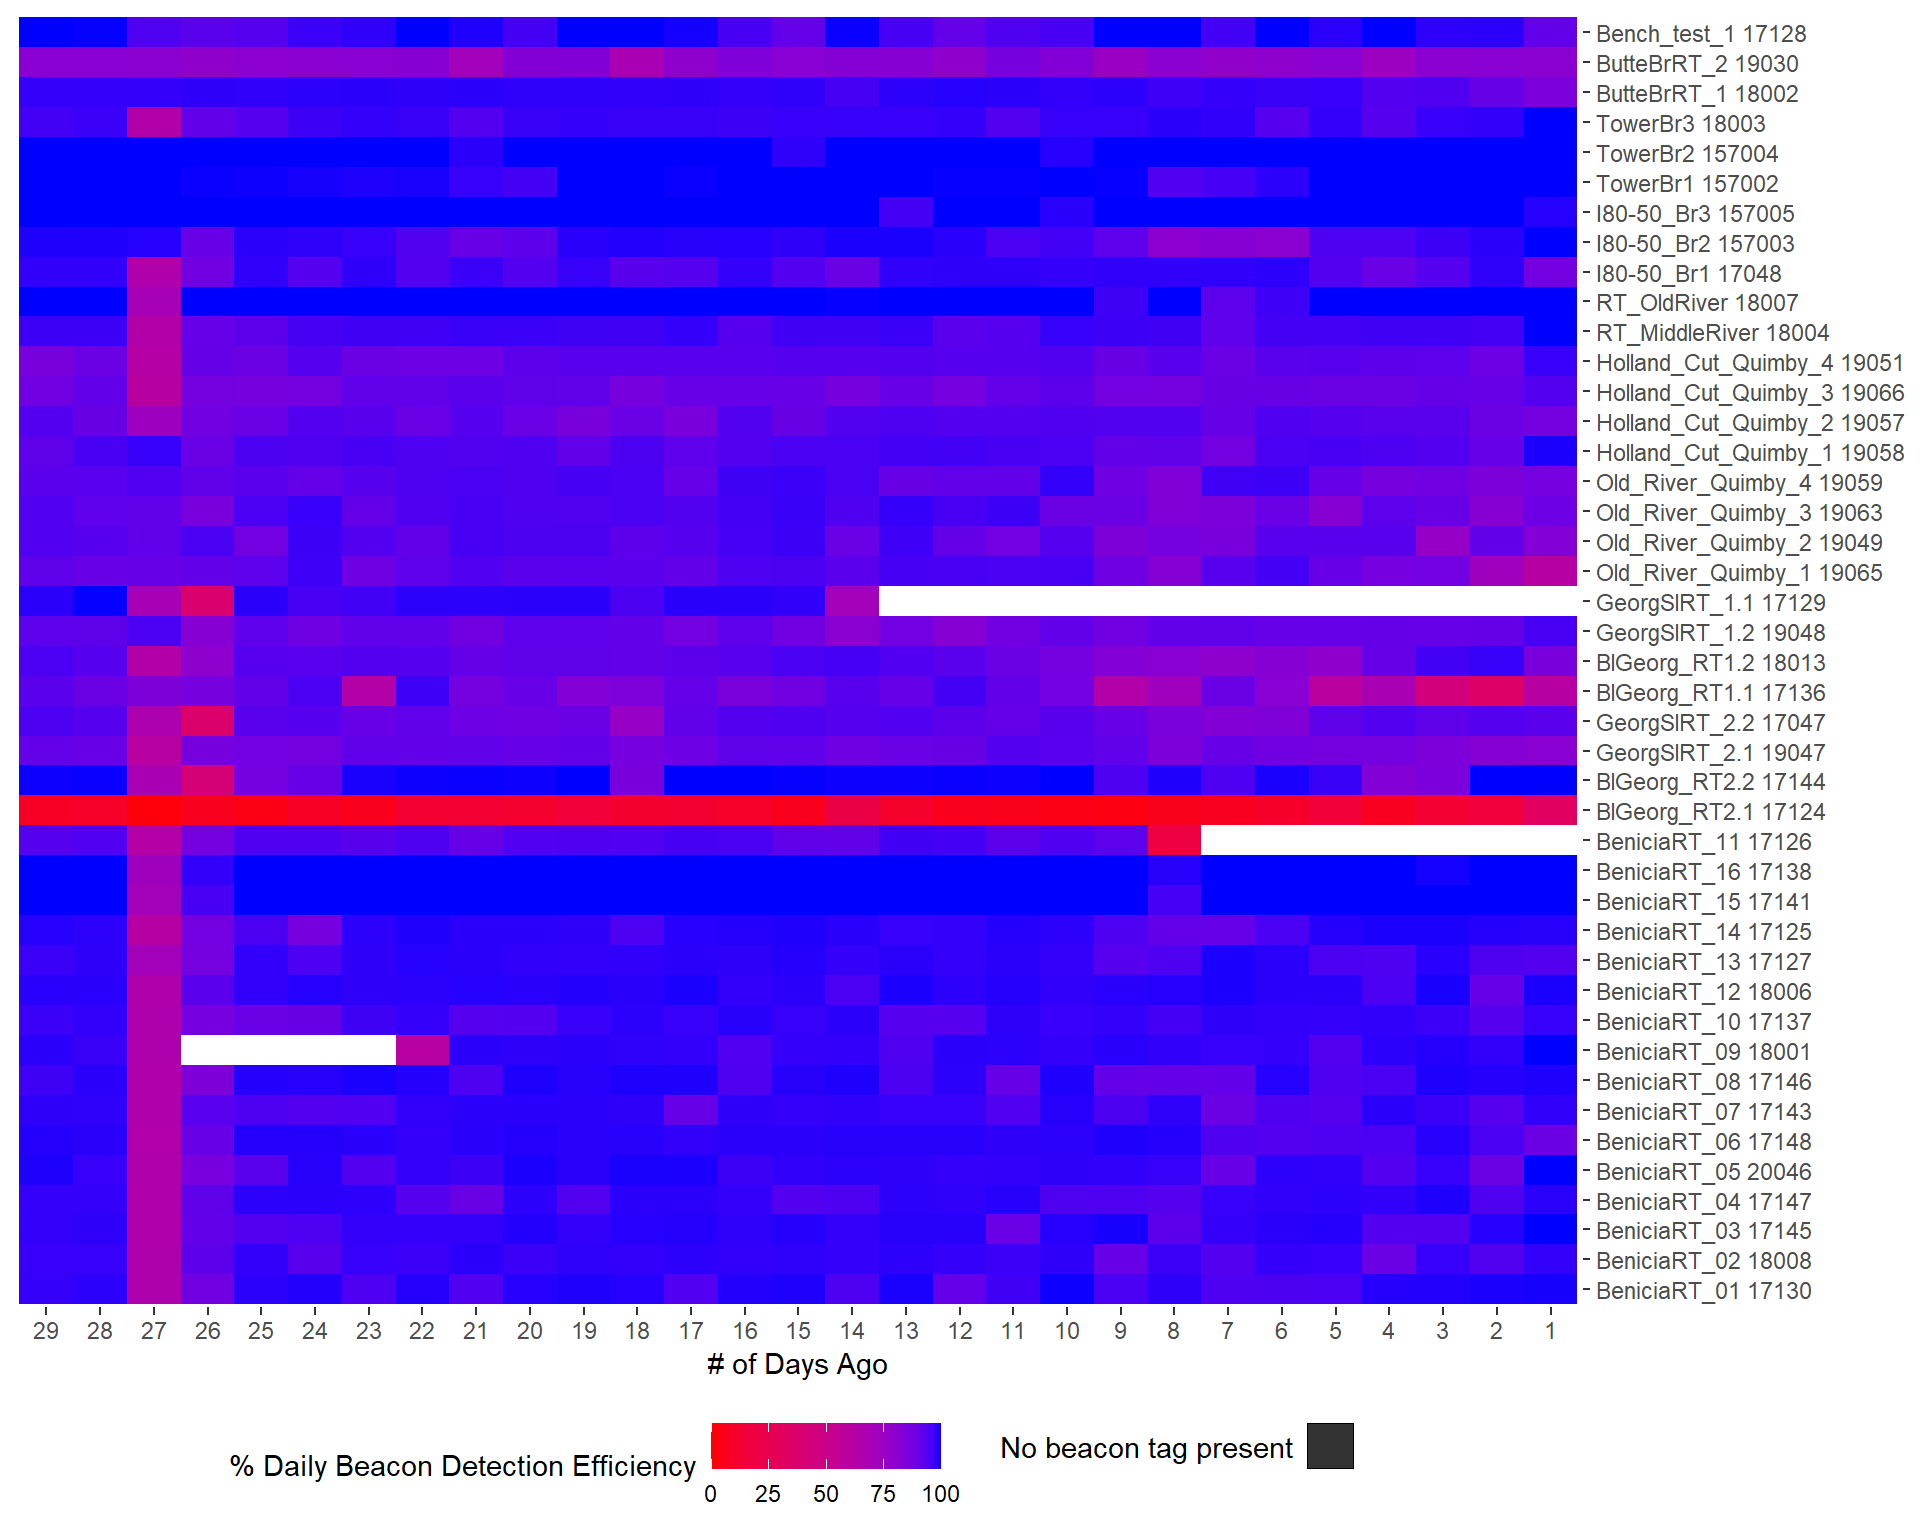 Bench_test_1 17128
ButteBrRT_2 19030
ButteBrRT_1 18002
TowerBr3 18003
TowerBr2 157004
TowerBr1 157002
I80-50_Br3 157005
I80-50_Br2 157003
I80-50_Br1 17048
RT_OldRiver 18007
RT_MiddleRiver 18004
Holland_Cut_Quimby_4 19051
Holland_Cut_Quimby_3 19066
Holland_Cut_Quimby_2 19057
Holland_Cut_Quimby_1 19058
Old_River_Quimby_4 19059
Old_River_Quimby_3 19063
Old_River_Quimby_2 19049
Old_River_Quimby_1 19065
GeorgSlRT_1.1 17129
GeorgSlRT_1.2 19048
BlGeorg_RT1.2 18013
BlGeorg_RT1.1 17136
GeorgSlRT_2.2 17047
GeorgSlRT_2.1 19047
BlGeorg_RT2.2 17144
BlGeorg_RT2.1 17124
BeniciaRT_11 17126
BeniciaRT_16 17138
BeniciaRT_15 17141
BeniciaRT_14 17125
BeniciaRT_13 17127
BeniciaRT_12 18006
BeniciaRT_10 17137
BeniciaRT_09 18001
BeniciaRT_08 17146
BeniciaRT_07 17143
BeniciaRT_06 17148
BeniciaRT_05 20046
BeniciaRT_04 17147
BeniciaRT_03 17145
BeniciaRT_02 18008
BeniciaRT_01 17130
29 28 27 26 25 24 23 22 21 20 19 18 17 16 15 14 13 12 11 10 9 8 7 6 5 4 3 2 1
# of Days Ago
% Daily Beacon Detection Efficiency
0 25 50 75 100
No beacon tag present